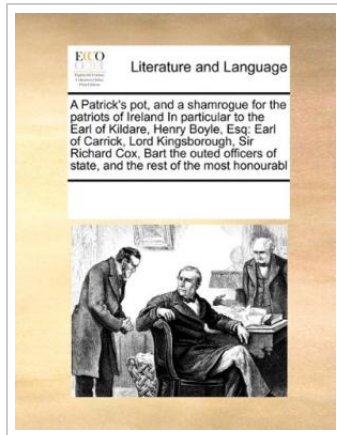 ECCO
Literature and Language
A Patrick's pot, and a shamrogue for the
patriots of Ireland In particular to the
Earl of Kildare, Henry Boyle, Esq: Earl
of Carrick, Lord Kingsborough, Sir
Richard Cox, Bart the outed officers of
state, and the rest of the most honourabl